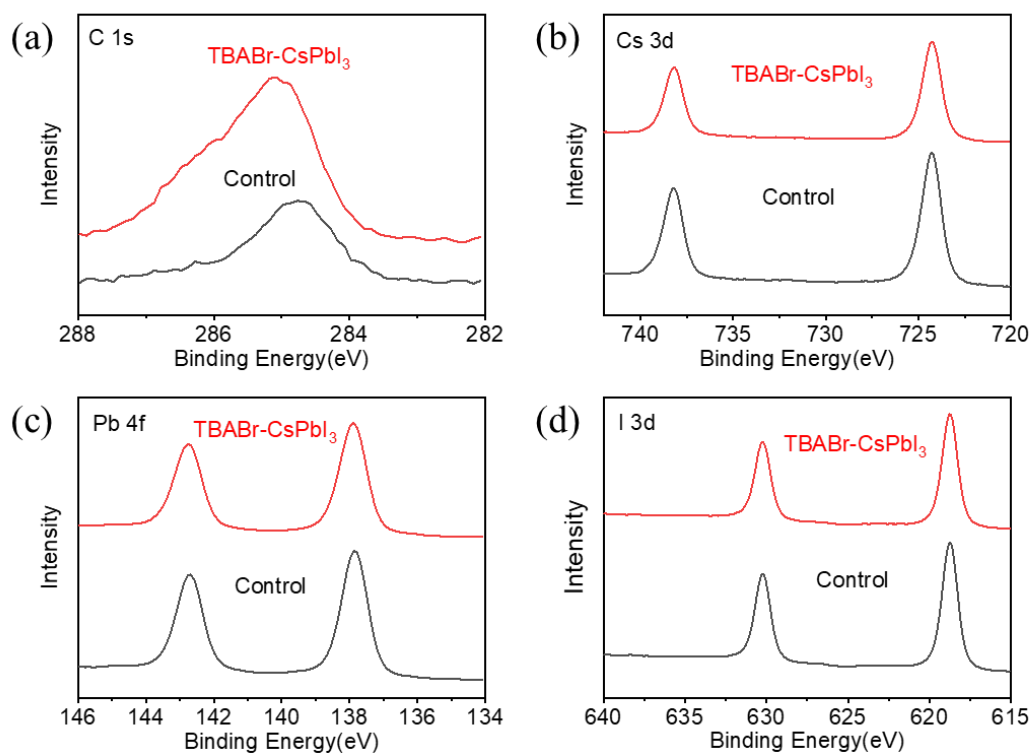 (a)
C 1s
TBABr-CsPbI₃
Control
Intensity
288 286 284 282
Binding Energy(eV)
(b)
Cs 3d
TBABr-CsPbI₃
Control
Intensity
740 735 730 725 720
Binding Energy(eV)
(c)
Pb 4f
TBABr-CsPbI₃
Control
Intensity
146 144 142 140 138 136 134
Binding Energy(eV)
(d)
I 3d
TBABr-CsPbI₃
Control
Intensity
640 635 630 625 620 615
Binding Energy(eV)